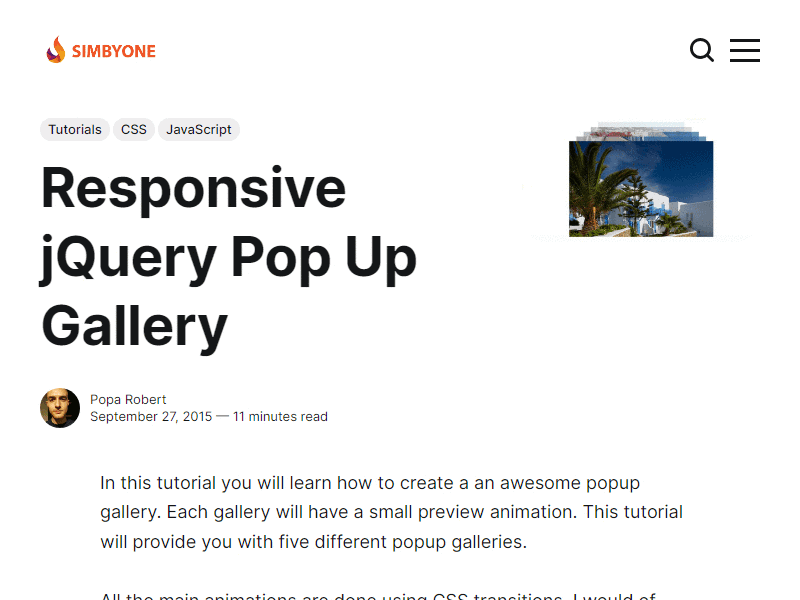 SIMBYONE
Tutorials CSS JavaScript
Responsive
jQuery Pop Up
Gallery
Popa Robert
September 27, 2015 — 11 minutes read
In this tutorial you will learn how to create a an awesome popup
gallery. Each gallery will have a small preview animation. This tutorial
will provide you with five different popup galleries.
All the main animations are done using CSS transitions. I would of